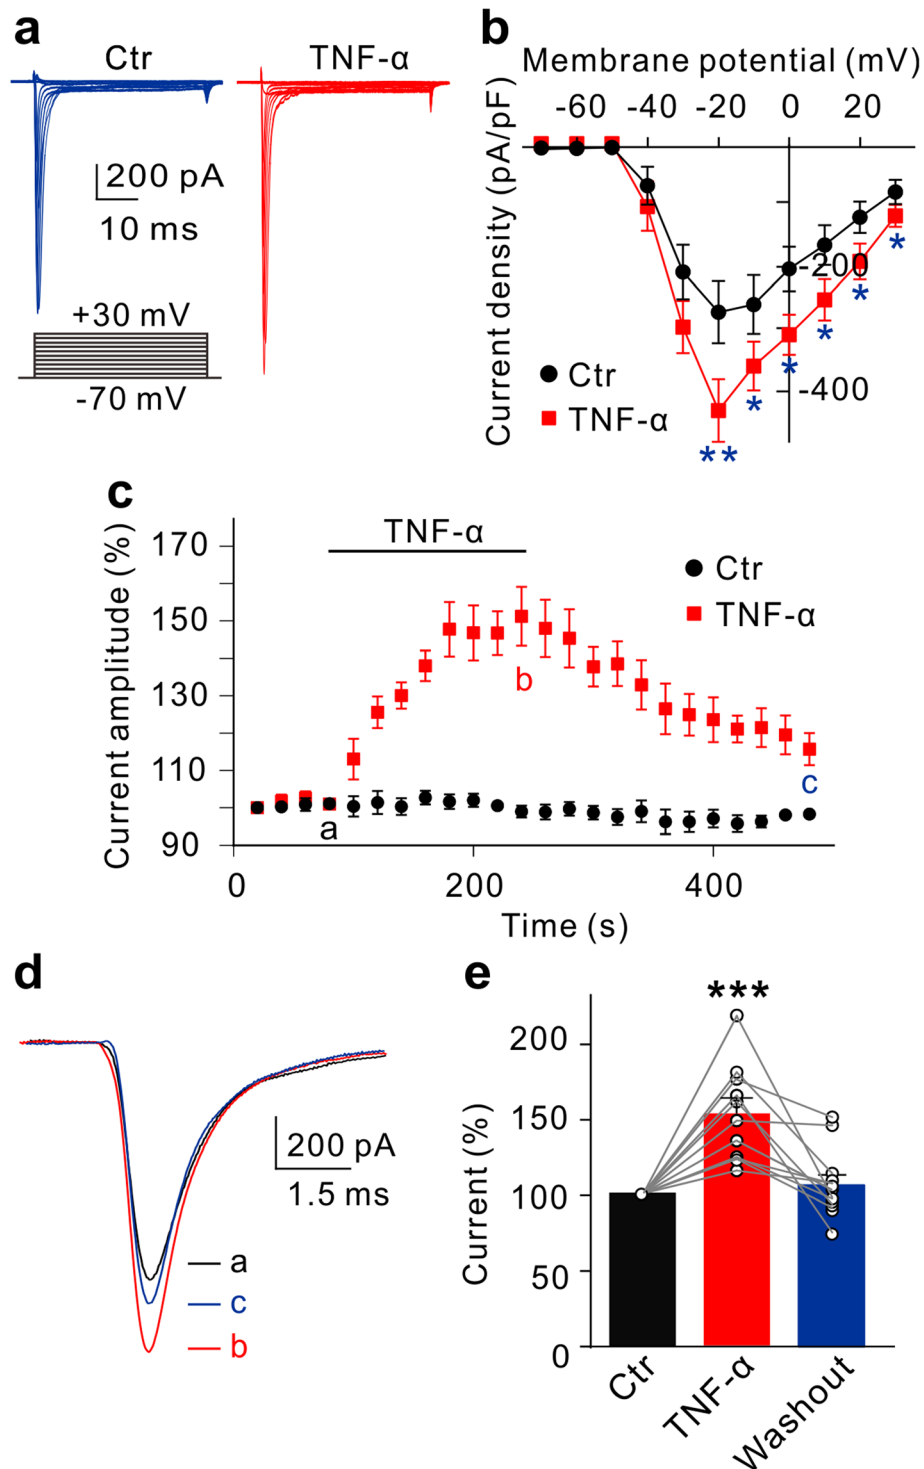 a
Ctr
TNF-α
200 pA
10 ms
+30 mV
-70 mV
b
Membrane potential (mV)
-60 -40 -20 0 20
Current density (pA/pF)
-200
-400
Ctr
TNF-α
*
*
*
*
*
**
c
TNF-α
Ctr
TNF-α
Current amplitude (%)
170
150
130
110
90
a
b
c
0 200 400
Time (s)
d
200 pA
1.5 ms
a
c
b
e
***
Current (%)
200
150
100
50
0
Ctr
TNF-α
Washout